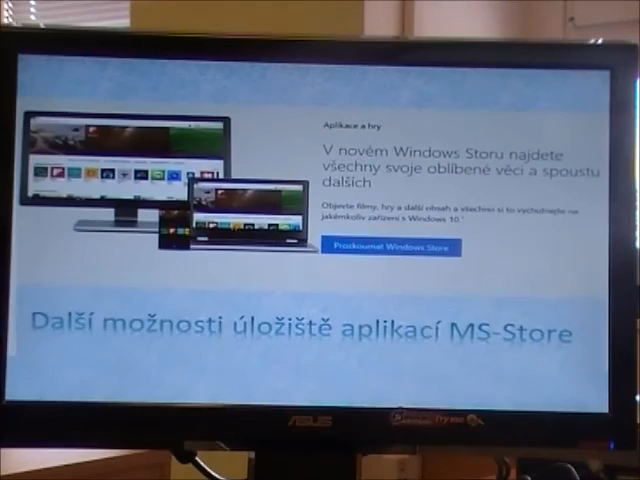 Aplikace a hry
V novém Windows Storu najdete
všechny svoje oblíbené věci a spoustu
dalších
Objevte filmy, hry a další obsah a všechno si to vychutnejte na
jakémkoliv zařízení s Windows 10.
Prozkoumat Windows Store
Další možnosti úložiště aplikací MS-Store
ASUS